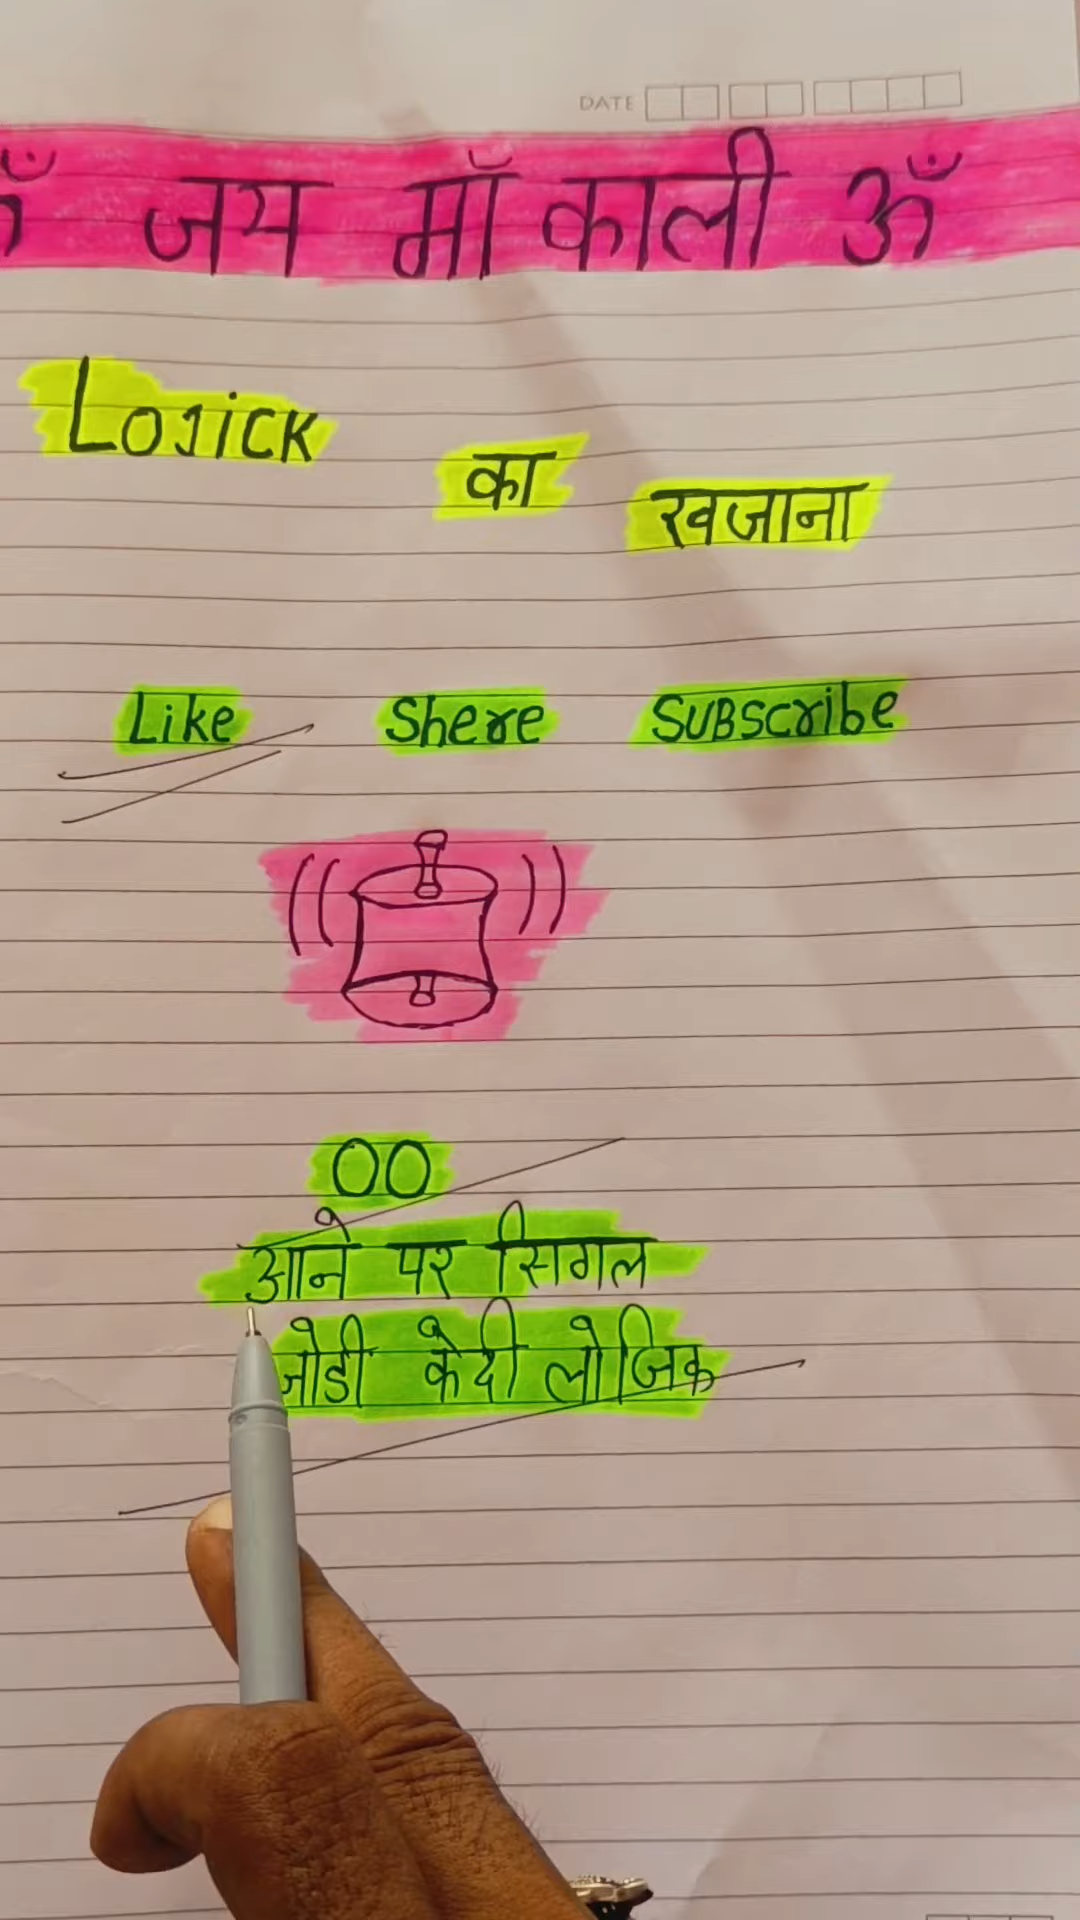 DATE
ॐ जय माँ काली ॐ
Lojick का खजाना
Like Shere SUBSCRIBE
00
आने पर सिगल
जोडी केदी लोजिक